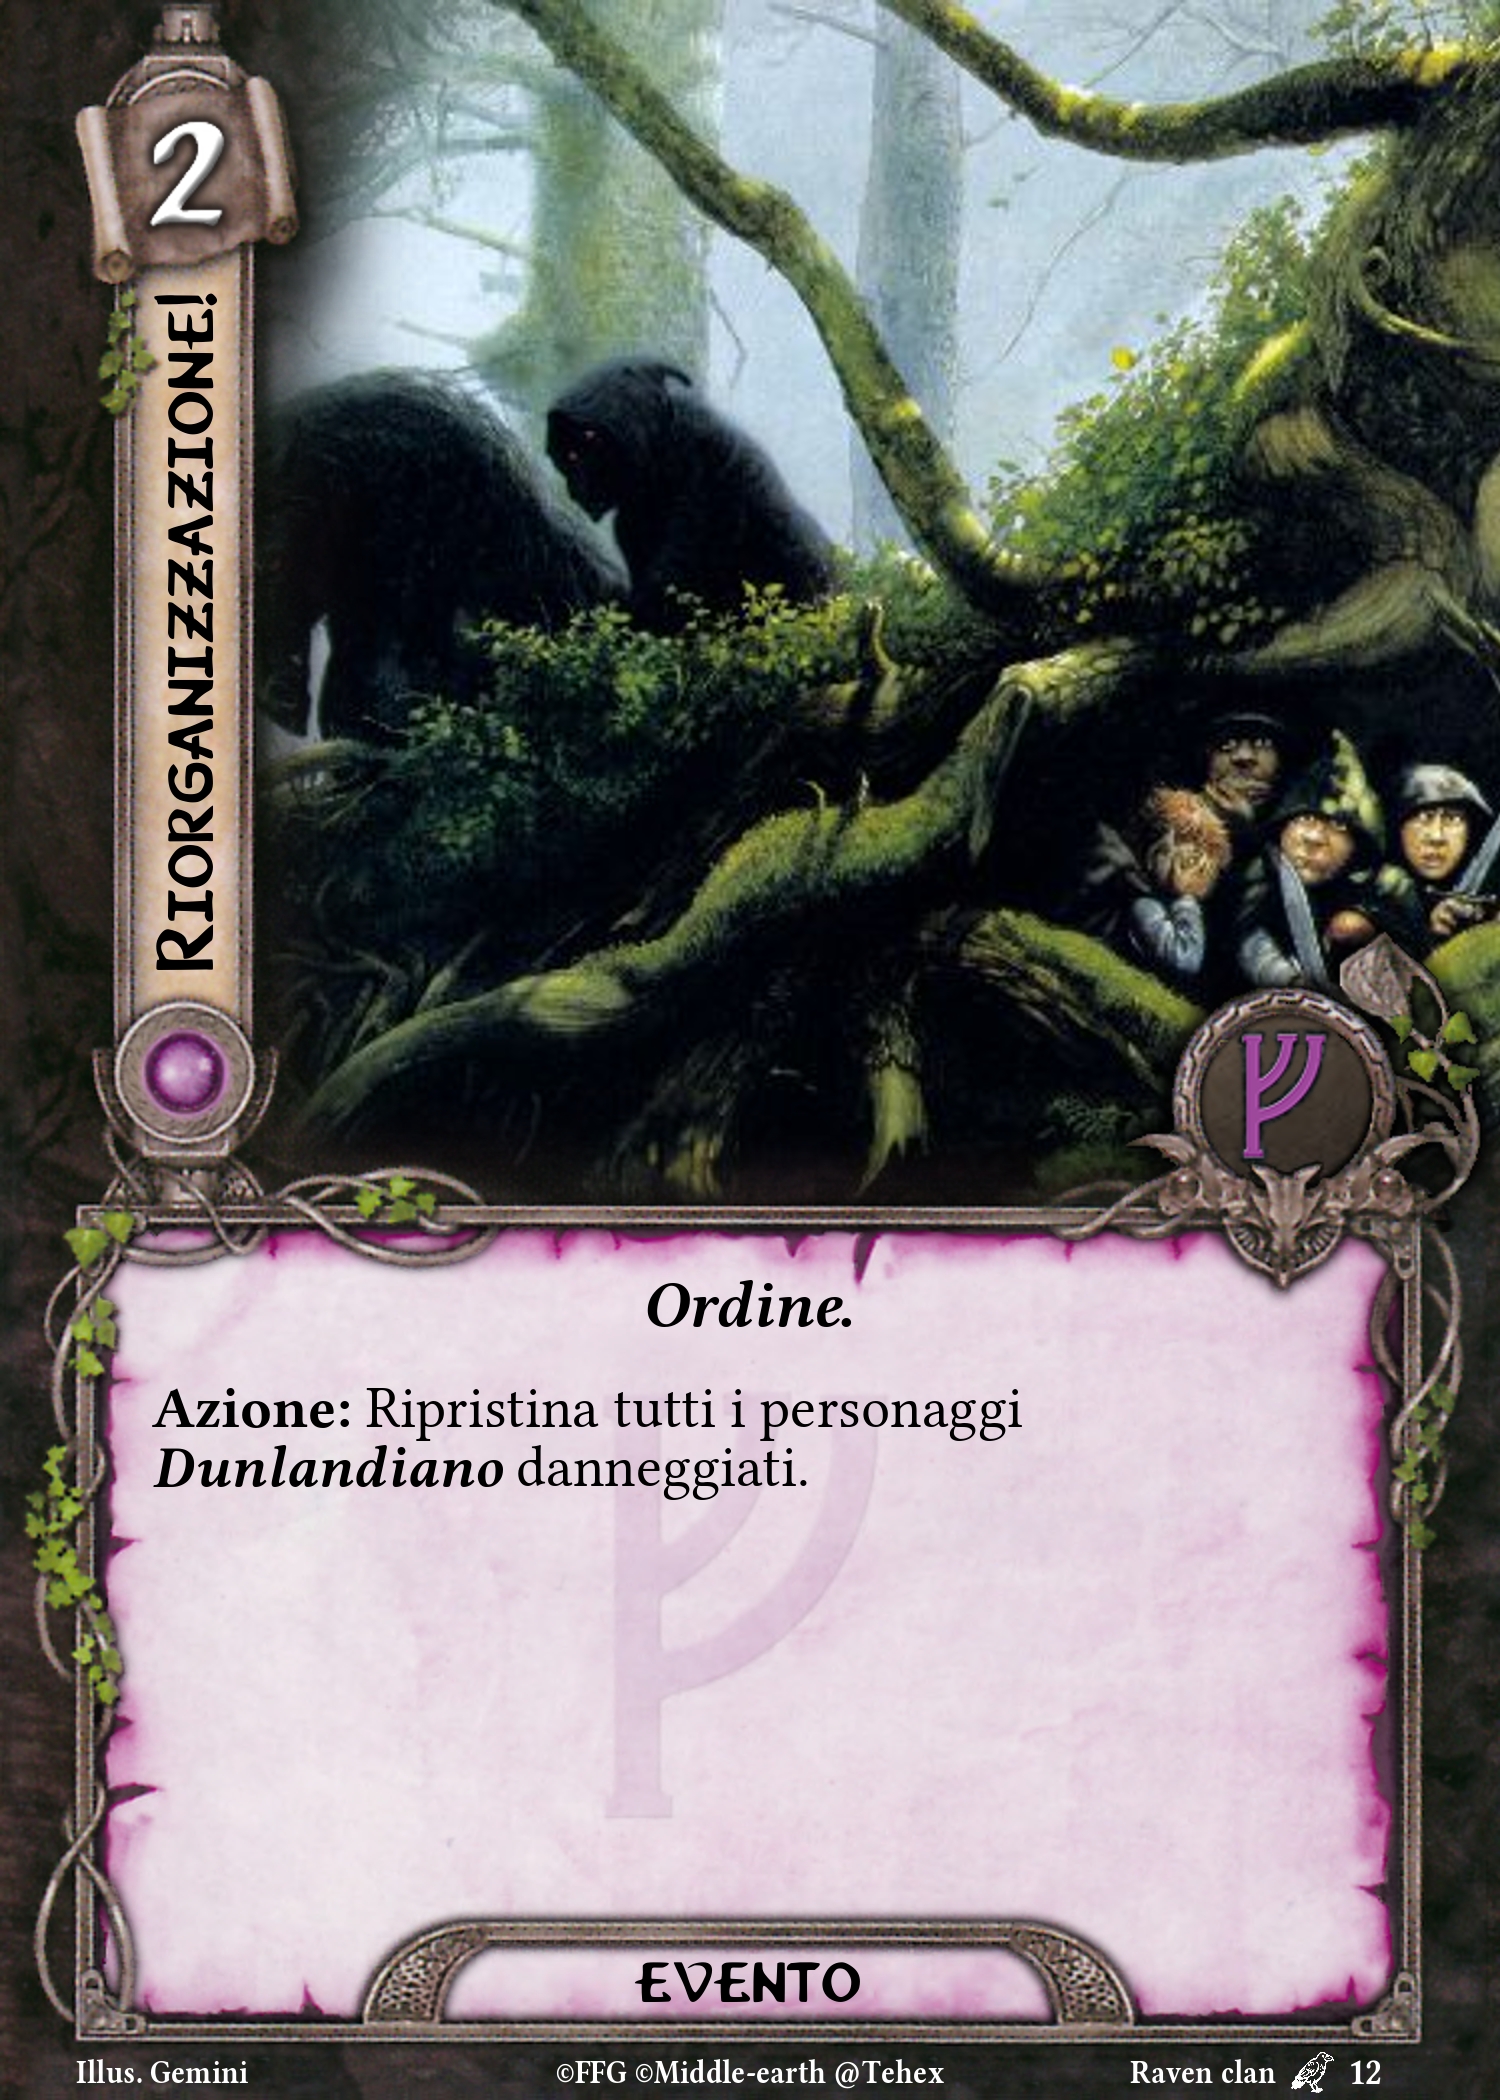 2
RIORGANIZZAZIONE!
Ordine.
Azione: Ripristina tutti i personaggi
Dunlandiano danneggiati.
EVENTO
Illus. Gemini
©FFG ©Middle-earth @Tehex
Raven clan 12